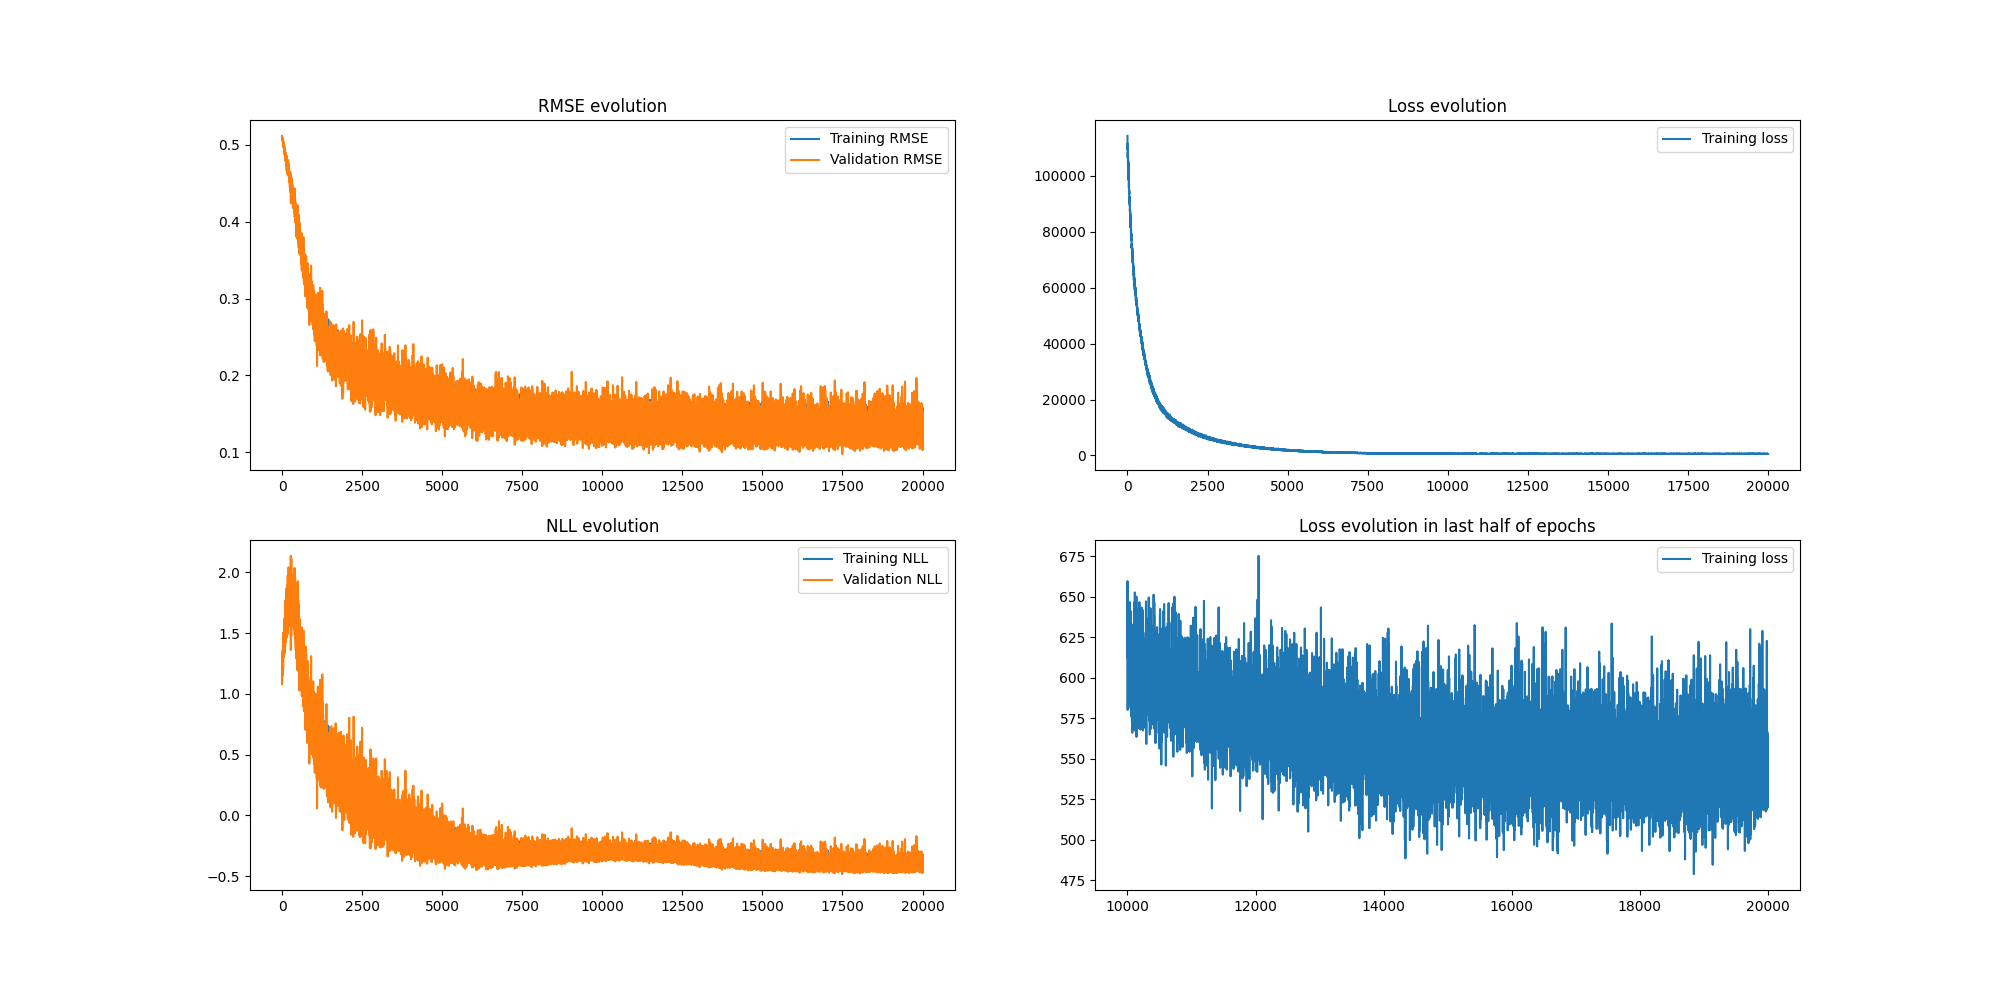 RMSE evolution
Training RMSE
Validation RMSE
0.5
0.4
0.3
0.2
0.1
0 2500 5000 7500 10000 12500 15000 17500 20000
Loss evolution
Training loss
100000
80000
60000
40000
20000
0
0 2500 5000 7500 10000 12500 15000 17500 20000
NLL evolution
Training NLL
Validation NLL
2.0
1.5
1.0
0.5
0.0
−0.5
0 2500 5000 7500 10000 12500 15000 17500 20000
Loss evolution in last half of epochs
Training loss
675
650
625
600
575
550
525
500
475
10000 12000 14000 16000 18000 20000